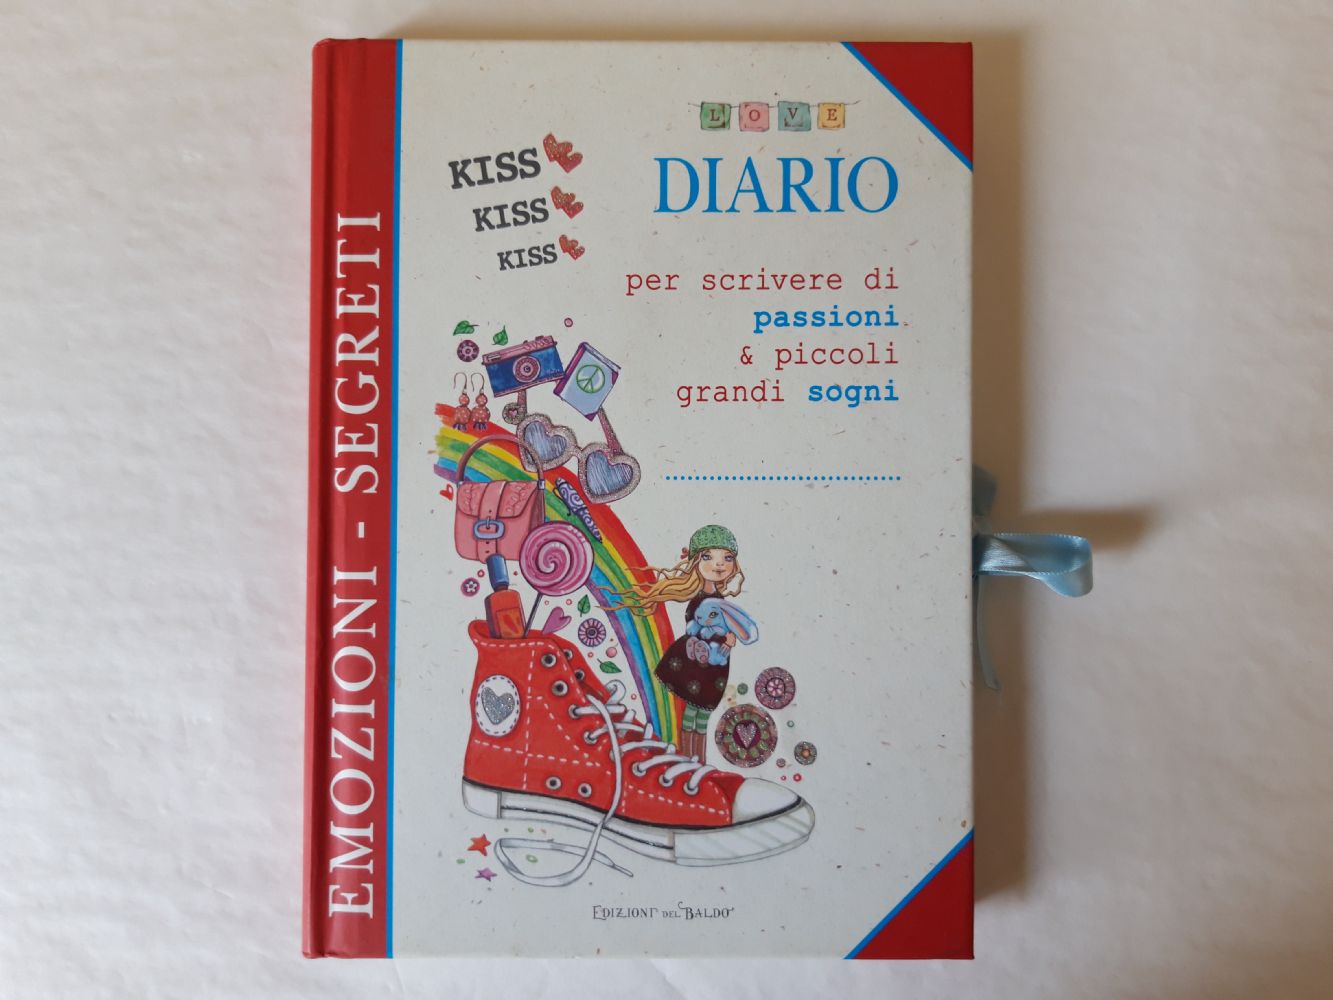 EMOZIONI - SEGRETI
LOVE
KISS
KISS
KISS
DIARIO
per scrivere di
passioni
& piccoli
grandi sogni
EDIZIONI DEL BALDO